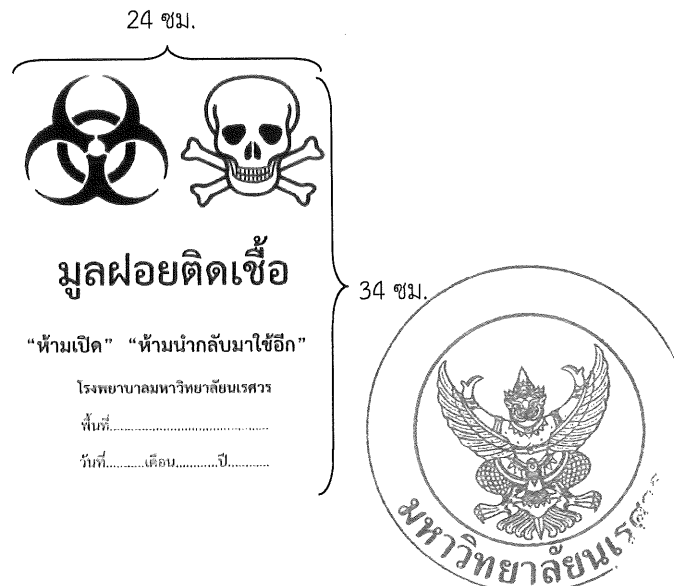 24 ซม.
มูลฝอยติดเชื้อ
34 ซม.
“ห้ามเปิด” “ห้ามนำกลับมาใช้อีก”
โรงพยาบาลมหาวิทยาลัยนเรศวร
พื้นที่........................................
วันที่..........เดือน...........ปี...........
มหาวิทยาลัยนเรศ